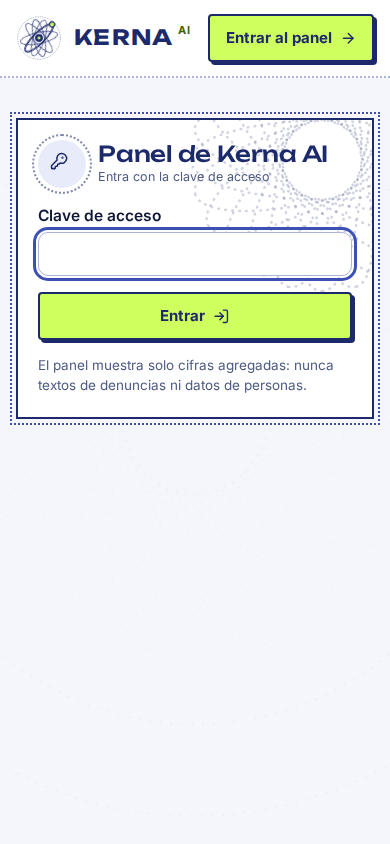 KERNA AI
Entrar al panel
Panel de Kerna AI
Entra con la clave de acceso
Clave de acceso
Entrar
El panel muestra solo cifras agregadas: nunca
textos de denuncias ni datos de personas.